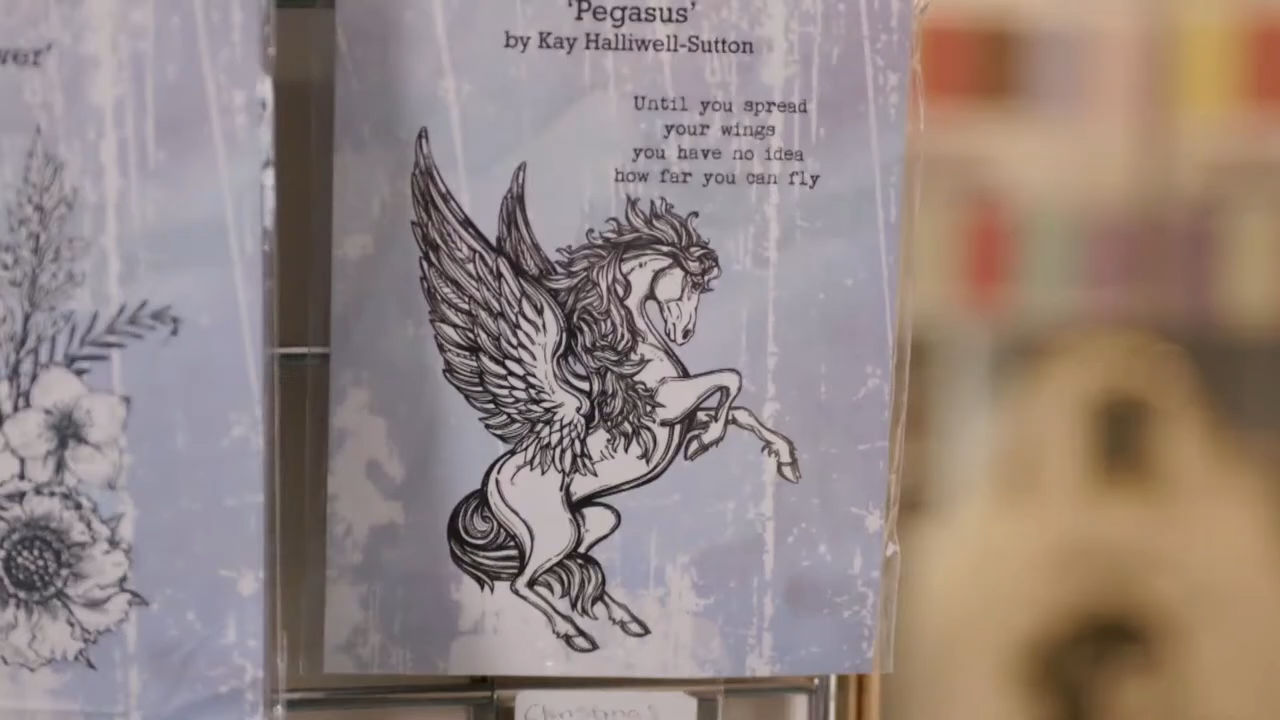 'Pegasus'
by Kay Halliwell-Sutton
Until you spread
your wings
you have no idea
how far you can fly
Christmas